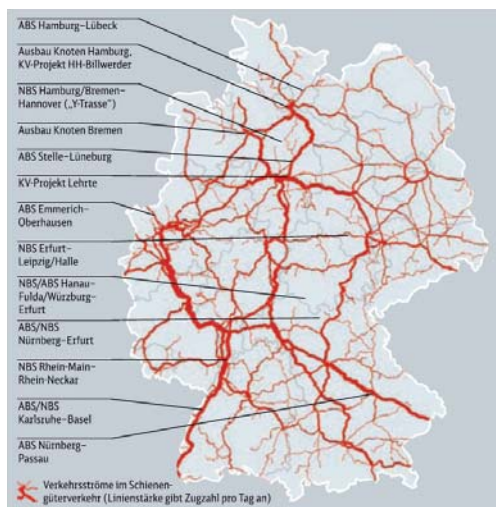 ABS Hamburg–Lübeck
Ausbau Knoten Hamburg,
KV-Projekt HH-Billwerder
NBS Hamburg/Bremen–
Hannover („Y-Trasse“)
Ausbau Knoten Bremen
ABS Stelle–Lüneburg
KV-Projekt Lehrte
ABS Emmerich–
Oberhausen
NBS Erfurt–
Leipzig/Halle
NBS/ABS Hanau–
Fulda/Würzburg–
Erfurt
ABS/NBS
Nürnberg–Erfurt
NBS Rhein-Main–
Rhein-Neckar
ABS/NBS
Karlszuhe–Basel
ABS Nürnberg–
Passau
Verkehrsströme im Schienen-
güterverkehr (Linienstärke gibt Zugzahl pro Tag an)